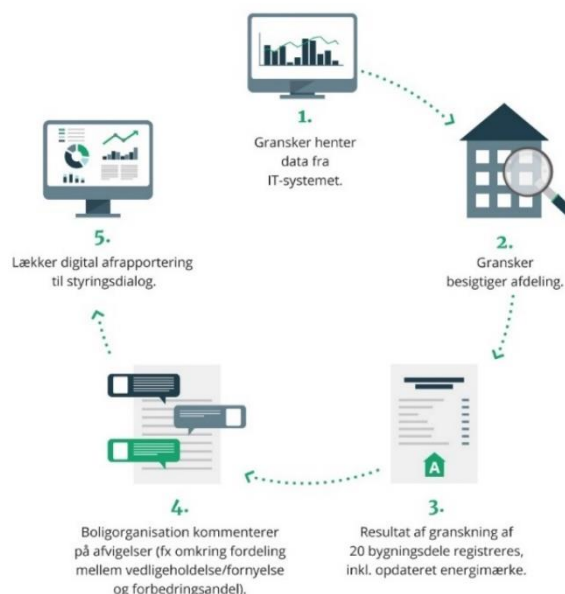 1.
Gransker henter
data fra
IT-systemet.
2.
Gransker
besigtiger afdeling.
A
3.
Resultat af granskning af
20 bygningsdele registreres,
inkl. opdateret energimærke.
4.
Boligorganisation kommenterer
på afvigelser (fx omkring fordeling
mellem vedligeholdelse/fornyelse
og forbedringsandel).
5.
Lækker digital afrapportering
til styringsdialog.